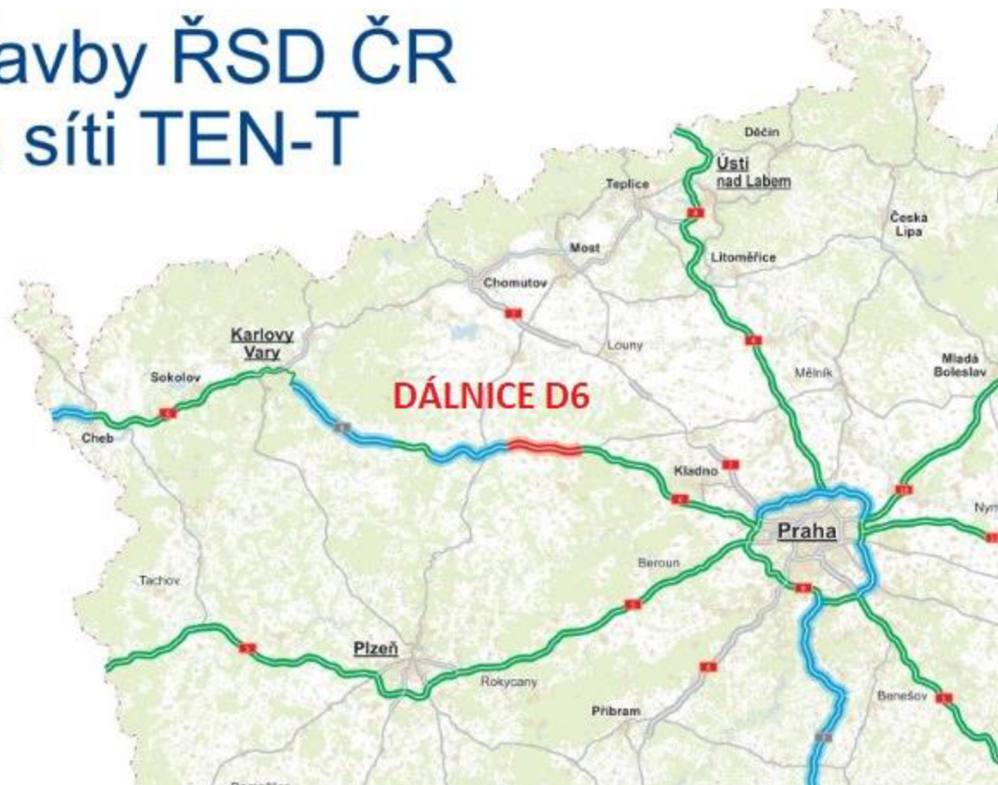 avby ŘSD ČR
síti TEN-T
Děčín
Ústí
nad Labem
Teplice
Česká
Lípa
Most
Litoměřice
Chomutov
Karlovy
Vary
Louny
Mladá
Boleslav
Sokolov
Mělník
DÁLNICE D6
Cheb
Kladno
Praha
Beroun
Tachov
Plzeň
Rokycany
Benešov
Příbram